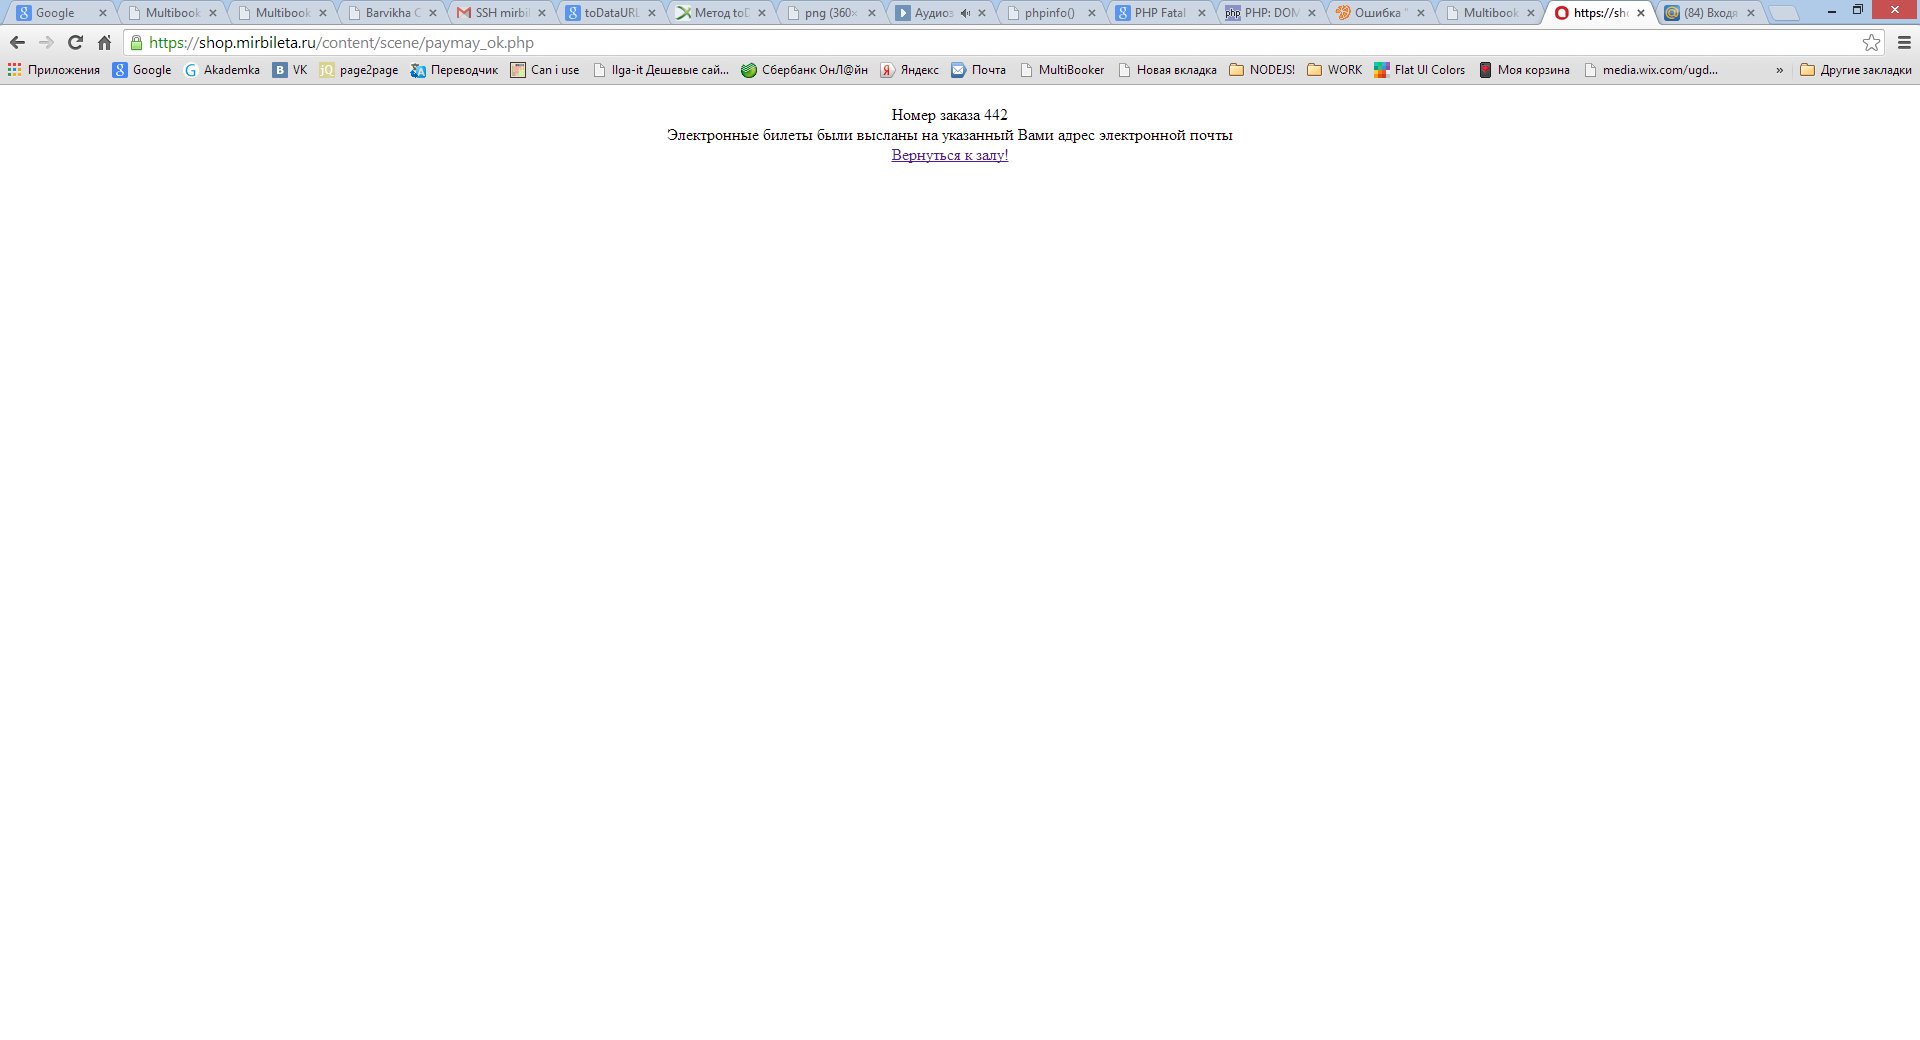 Google
Multibook
Multibook
Barvikha C
SSH mirbil
toDataURL
Метод toD
png (360×
Аудиоз
phpinfo()
PHP Fatal
PHP: DOM
Ошибка "
Multibook
https://sho
(84) Входя
https://shop.mirbileta.ru/content/scene/paymay_ok.php
Приложения
Google
Akademka
VK
page2page
Переводчик
Can i use
Ilga-it Дешевые сай...
Сбербанк ОнЛ@йн
Яндекс
Почта
MultiBooker
Новая вкладка
NODEJS!
WORK
Flat UI Colors
Моя корзина
media.wix.com/ugd...
»
Другие закладки
Номер заказа 442
Электронные билеты были высланы на указанный Вами адрес электронной почты
Вернуться к залу!